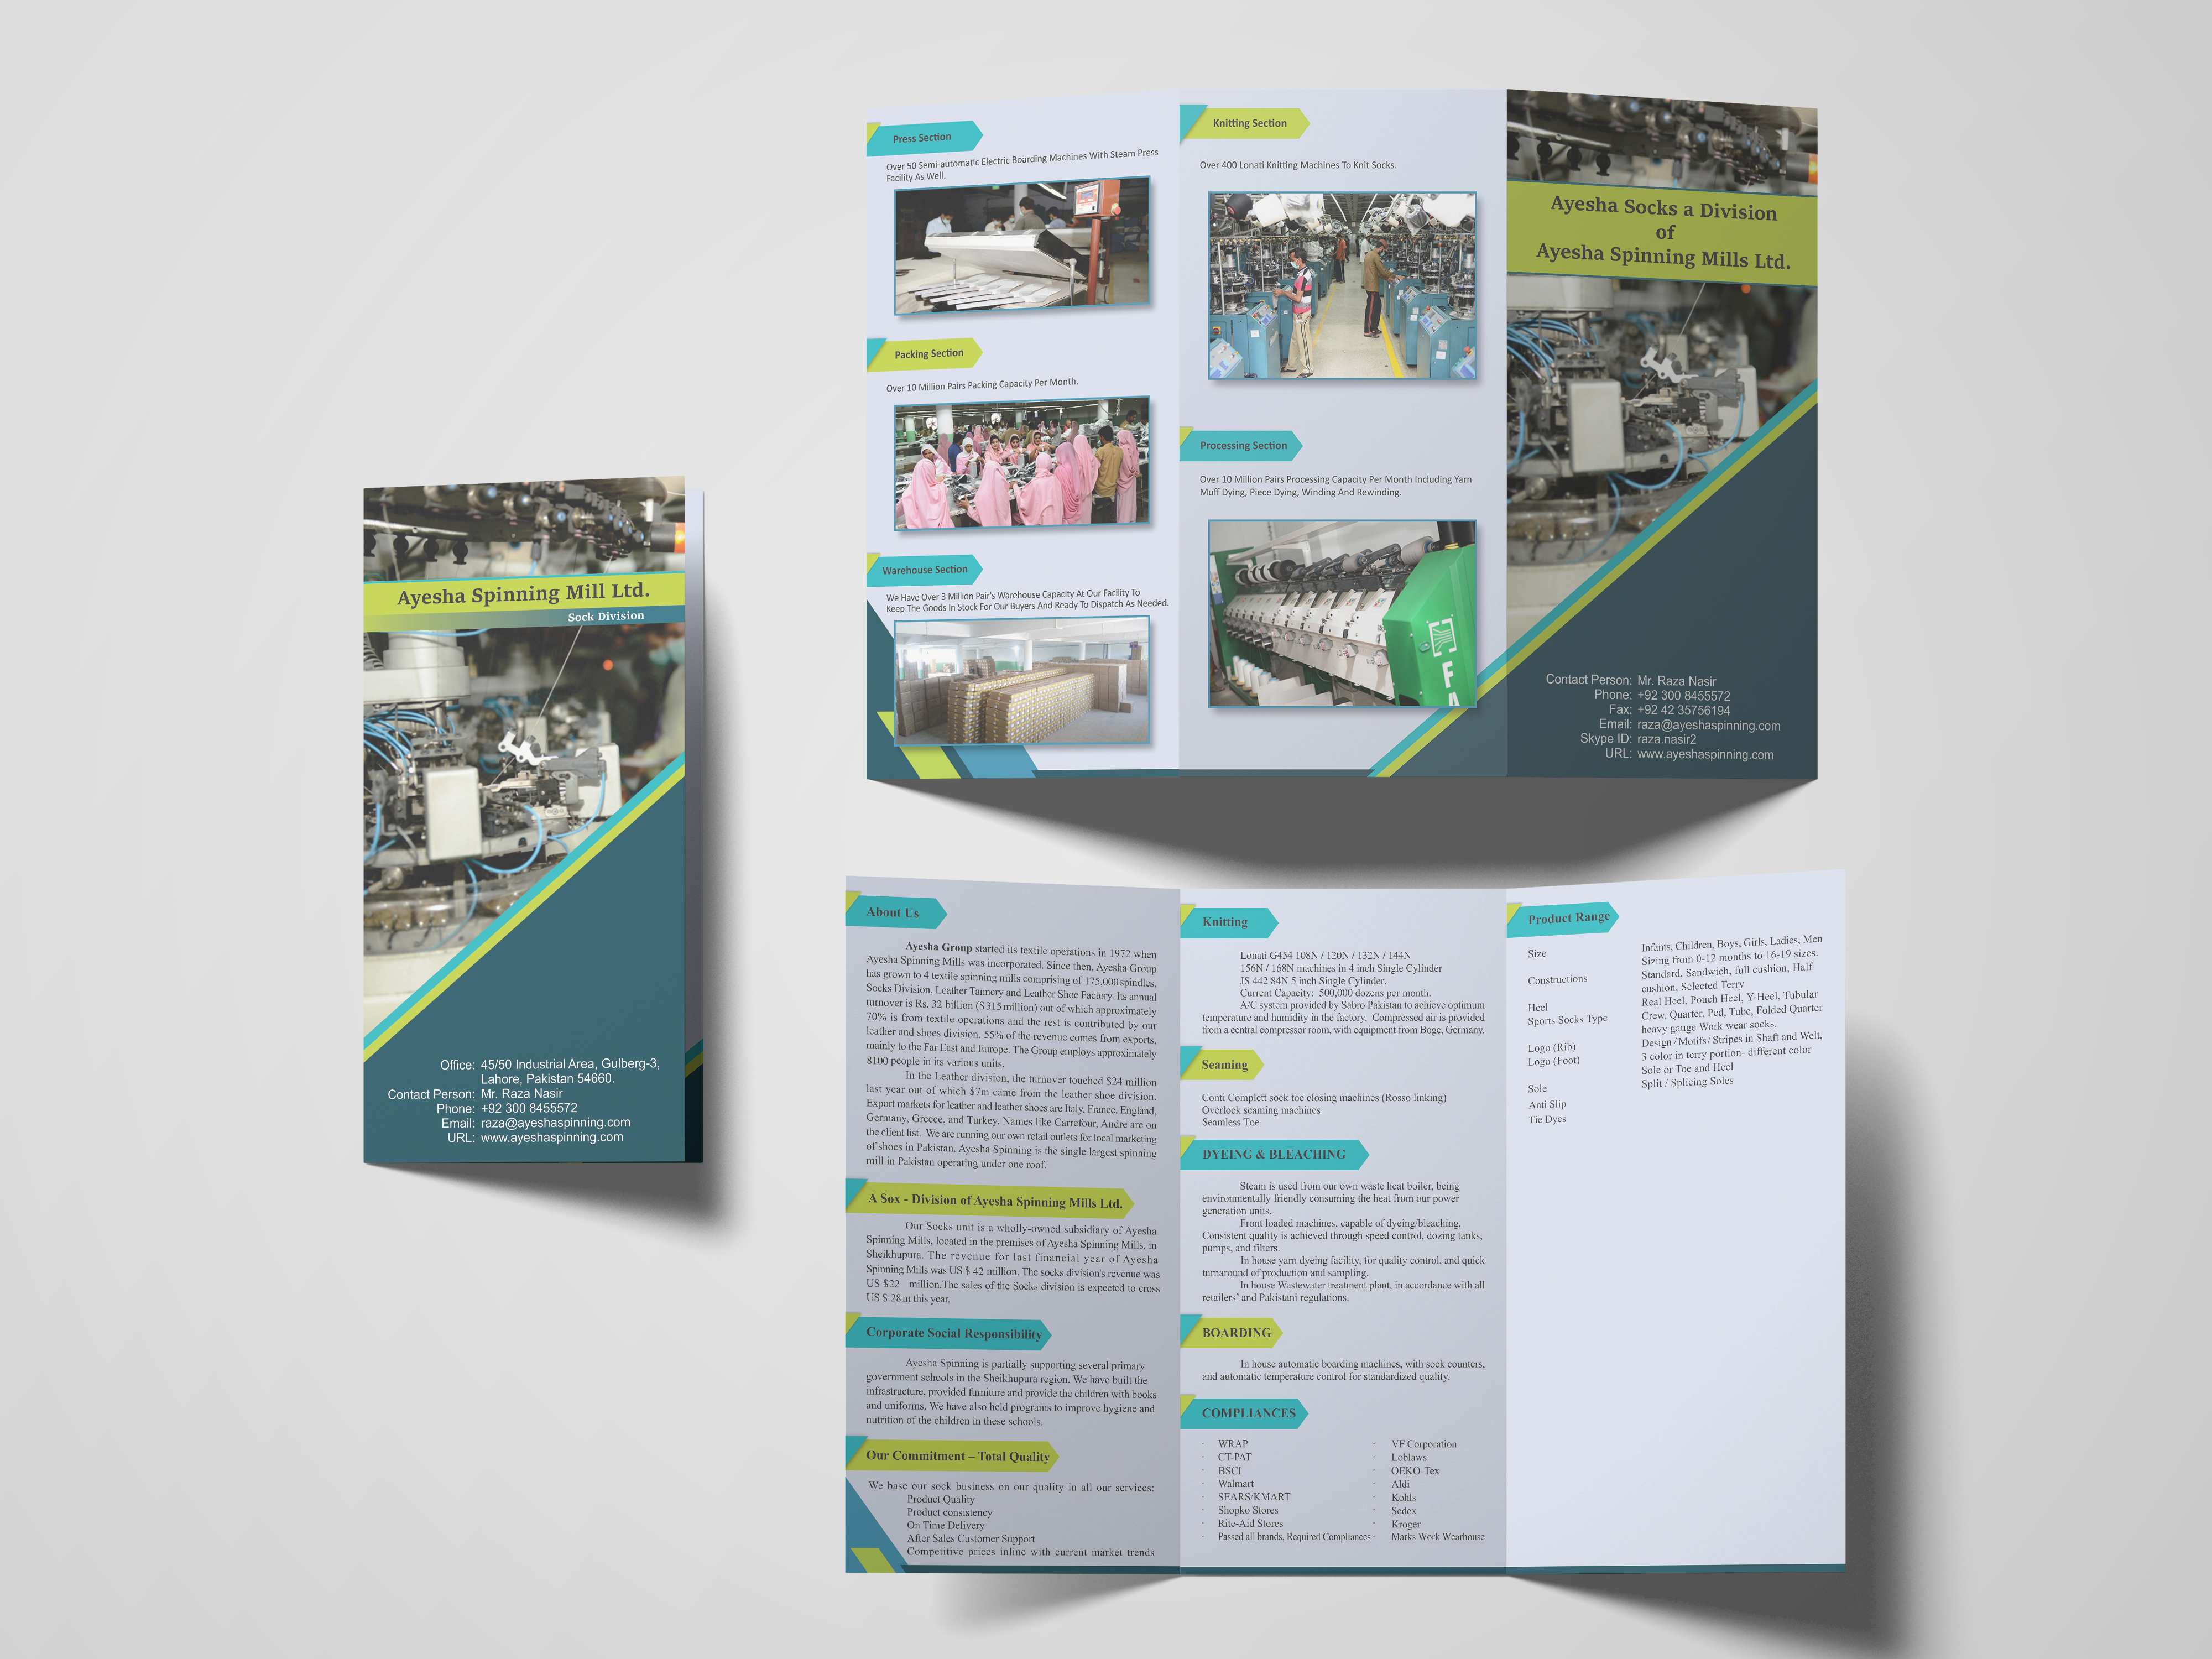 Ayesha Spinning Mill Ltd.
Sock Division
Office: 45/50 Industrial Area, Gulberg-3,
Lahore, Pakistan 54660.
Contact Person: Mr. Raza Nasir
Phone: +92 300 8455572
Email: raza@ayeshaspinning.com
URL: www.ayeshaspinning.com
Press Section
Over 50 Semi-automatic Electric Boarding Machines With Steam Press
Facility As Well.
Packing Section
Over 10 Million Pairs Packing Capacity Per Month.
Warehouse Section
We Have Over 3 Million Pair's Warehouse Capacity At Our Facility To
Keep The Goods In Stock For Our Buyers And Ready To Dispatch As Needed.
Knitting Section
Over 400 Lonati Knitting Machines To Knit Socks.
Processing Section
Over 10 Million Pairs Processing Capacity Per Month Including Yarn
Muff Dying, Piece Dying, Winding And Rewinding.
FA
Ayesha Socks a Division
of
Ayesha Spinning Mills Ltd.
Contact Person: Mr. Raza Nasir
Phone: +92 300 8455572
Fax: +92 42 35756194
Email: raza@ayeshaspinning.com
Skype ID: raza.nasir2
URL: www.ayeshaspinning.com
About Us
Ayesha Group started its textile operations in 1972 when
Ayesha Spinning Mills was incorporated. Since then, Ayesha Group
has grown to 4 textile spinning mills comprising of 175,000 spindles,
Socks Division, Leather Tannery and Leather Shoe Factory. Its annual
turnover is Rs. 32 billion ($315 million) out of which approximately
70% is from textile operations and the rest is contributed by our
leather and shoes division. 55% of the revenue comes from exports,
mainly to the Far East and Europe. The Group employs approximately
8100 people in its various units.
In the Leather division, the turnover touched $24 million
last year out of which $7m came from the leather shoe division.
Export markets for leather and leather shoes are Italy, France, England,
Germany, Greece, and Turkey. Names like Carrefour, Andre are on
the client list. We are running our own retail outlets for local marketing
of shoes in Pakistan. Ayesha Spinning is the single largest spinning
mill in Pakistan operating under one roof.
A Sox - Division of Ayesha Spinning Mills Ltd.
Our Socks unit is a wholly-owned subsidiary of Ayesha
Spinning Mills, located in the premises of Ayesha Spinning Mills, in
Sheikhupura. The revenue for last financial year of Ayesha
Spinning Mills was US $ 42 million. The socks division's revenue was
US $22 million.The sales of the Socks division is expected to cross
US $ 28m this year.
Corporate Social Responsibility
Ayesha Spinning is partially supporting several primary
government schools in the Sheikhupura region. We have built the
infrastructure, provided furniture and provide the children with books
and uniforms. We have also held programs to improve hygiene and
nutrition of the children in these schools.
Our Commitment – Total Quality
We base our sock business on our quality in all our services:
Product Quality
Product consistency
On Time Delivery
After Sales Customer Support
Competitive prices inline with current market trends
Knitting
Lonati G454 108N / 120N / 132N / 144N
156N / 168N machines in 4 inch Single Cylinder
JS 442 84N 5 inch Single Cylinder.
Current Capacity: 500,000 dozens per month.
A/C system provided by Sabro Pakistan to achieve optimum
temperature and humidity in the factory. Compressed air is provided
from a central compressor room, with equipment from Boge, Germany.
Seaming
Conti Complett sock toe closing machines (Rosso linking)
Overlock seaming machines
Seamless Toe
DYEING & BLEACHING
Steam is used from our own waste heat boiler, being
environmentally friendly consuming the heat from our power
generation units.
Front loaded machines, capable of dyeing/bleaching.
Consistent quality is achieved through speed control, dozing tanks,
pumps, and filters.
In house yarn dyeing facility, for quality control, and quick
turnaround of production and sampling.
In house Wastewater treatment plant, in accordance with all
retailers' and Pakistani regulations.
BOARDING
In house automatic boarding machines, with sock counters,
and automatic temperature control for standardized quality.
COMPLIANCES
· WRAP
· CT-PAT
· BSCI
· Walmart
· SEARS/KMART
· Shopko Stores
· Rite-Aid Stores
· Passed all brands, Required Compliances
· VF Corporation
· Loblaws
· OEKO-Tex
· Aldi
· Kohls
· Sedex
· Kroger
· Marks Work Wearhouse
Product Range
Size
Constructions
Heel
Sports Socks Type
Logo (Rib)
Logo (Foot)
Sole
Anti Slip
Tie Dyes
Infants, Children, Boys, Girls, Ladies, Men
Sizing from 0-12 months to 16-19 sizes.
Standard, Sandwich, full cushion, Half
cushion, Selected Terry
Real Heel, Pouch Heel, Y-Heel, Tubular
Crew, Quarter, Ped, Tube, Folded Quarter
heavy gauge Work wear socks.
Design / Motifs / Stripes in Shaft and Welt,
3 color in terry portion- different color
Sole or Toe and Heel
Split / Splicing Soles